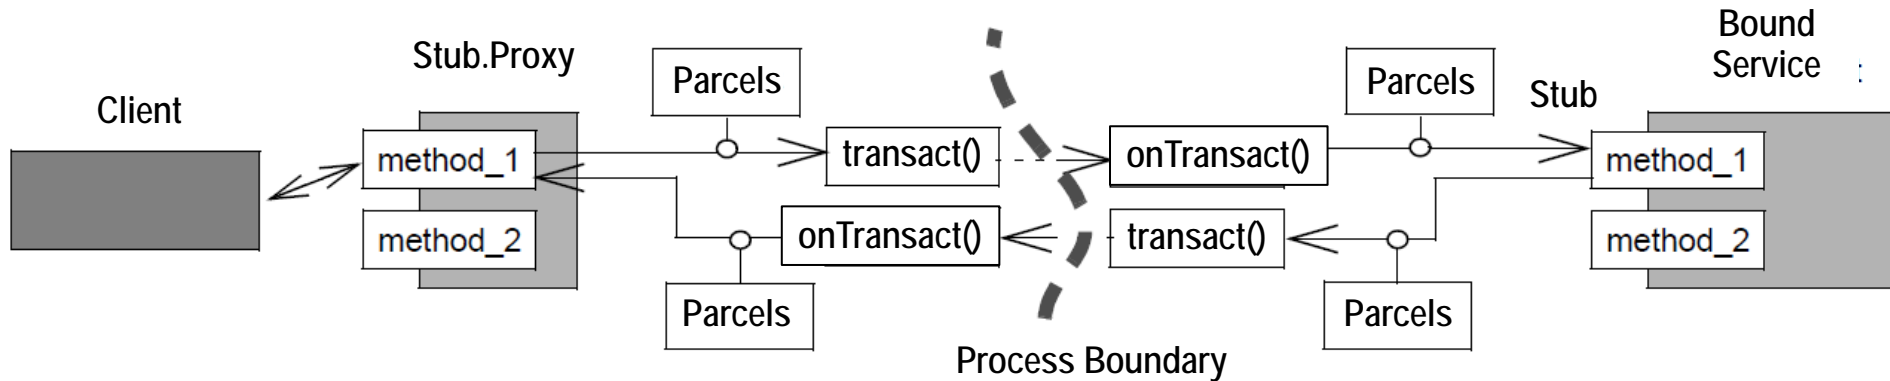 Client
Stub.Proxy
method_1
method_2
Parcels
transact()
onTransact()
Parcels
Process Boundary
onTransact()
transact()
Parcels
Parcels
Stub
Bound
Service
:
method_1
method_2